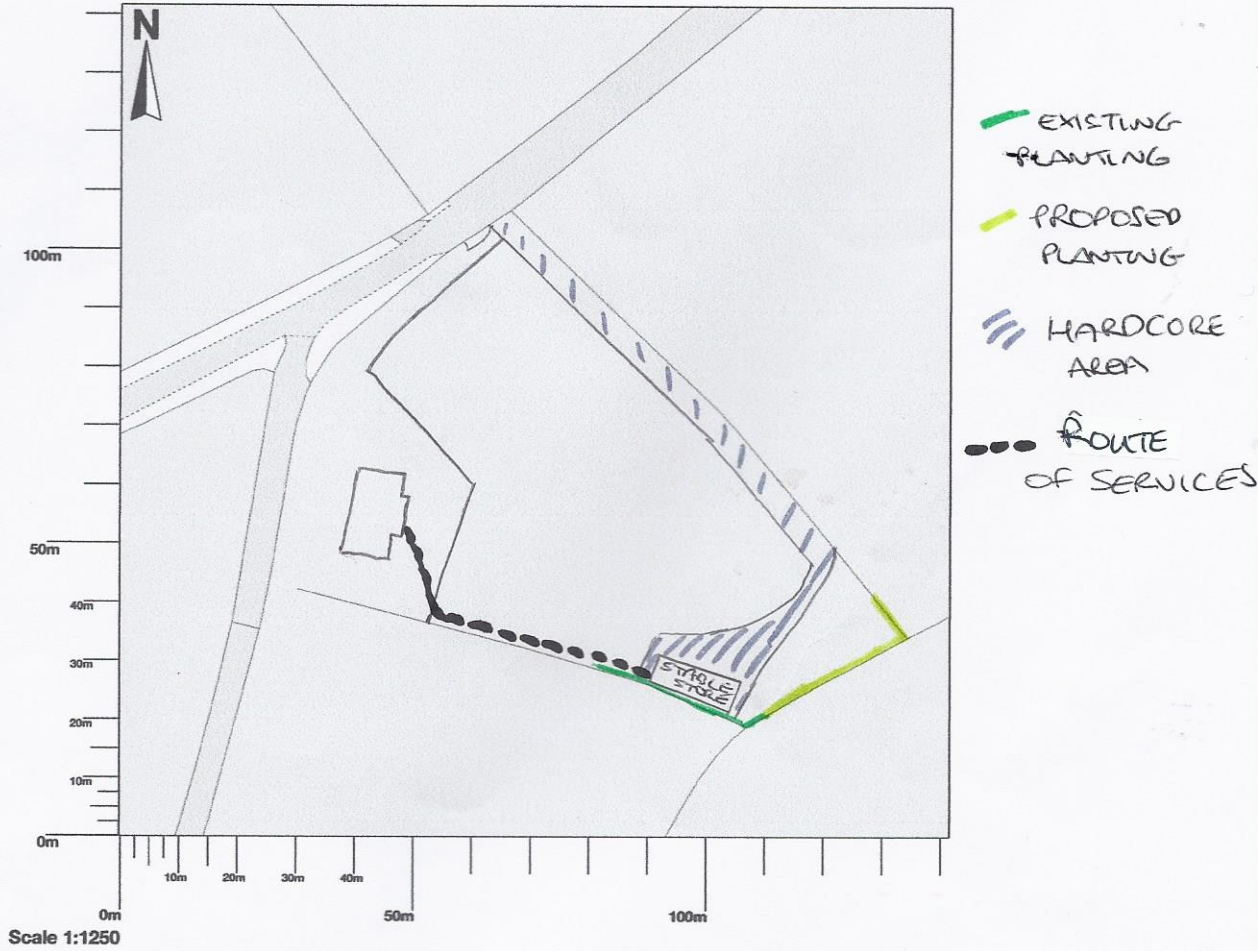 N
EXISTING
PLANTING
PROPOSED
PLANTING
HARDCORE
AREA
ROUTE
OF SERVICES
100m
50m
40m
30m
20m
10m
0m
STABLE
STORE
10m
20m
30m
40m
0m
50m
100m
Scale 1:1250